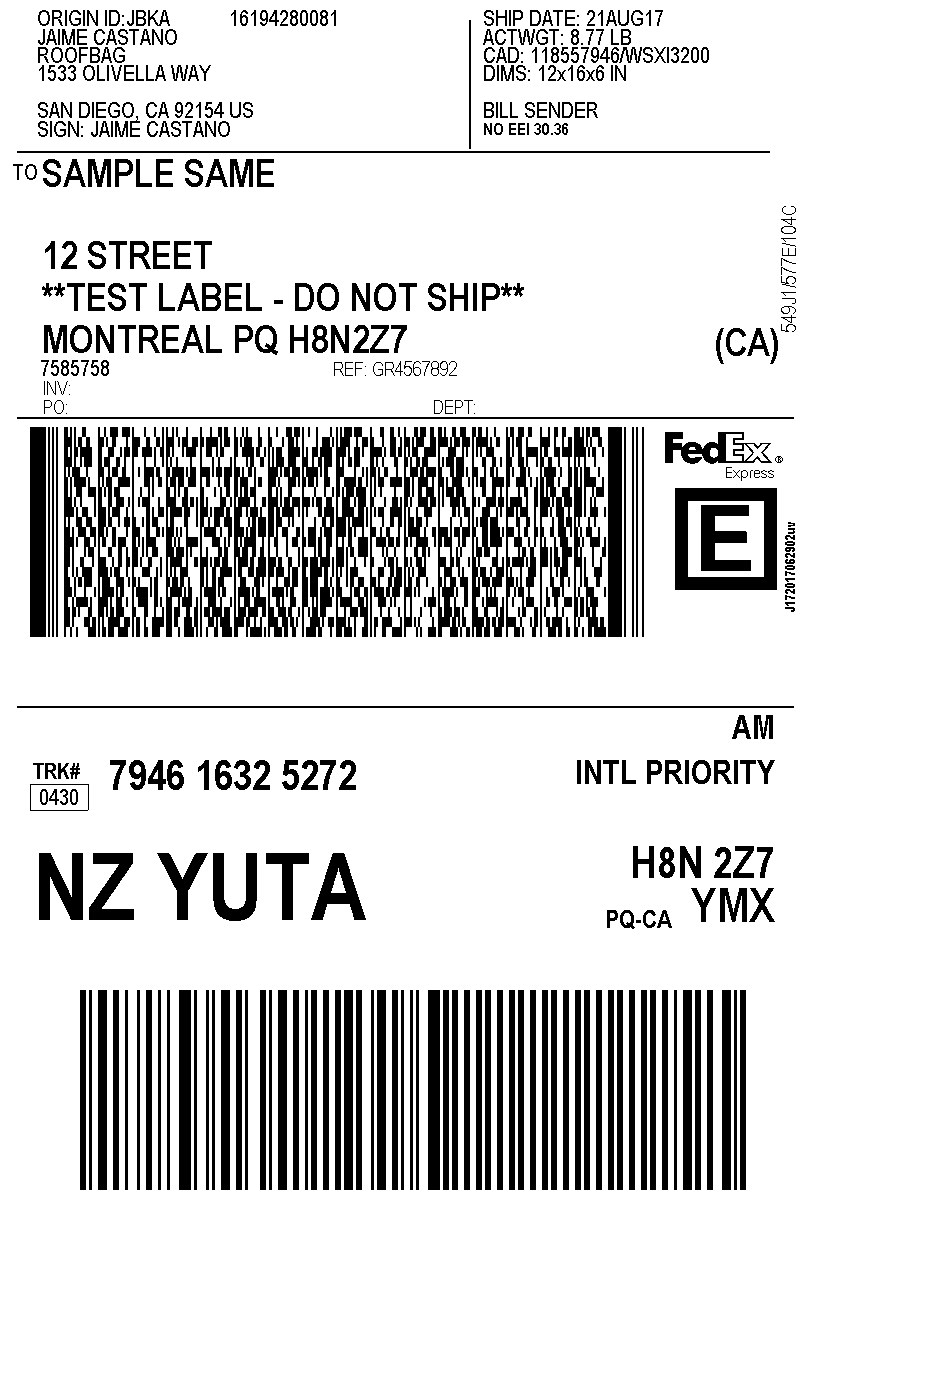 ORIGIN ID:JBKA 16194280081
JAIME CASTANO
ROOFBAG
1533 OLIVELLA WAY
SAN DIEGO, CA 92154 US
SIGN: JAIME CASTANO
SHIP DATE: 21AUG17
ACTWGT: 8.77 LB
CAD: 118557946/WSXI3200
DIMS: 12x16x6 IN
BILL SENDER
NO EEI 30.36
TO SAMPLE SAME
12 STREET
**TEST LABEL - DO NOT SHIP**
MONTREAL PQ H8N2Z7 (CA)
549J1/577E/104C
7585758 REF: GR4567892
INV:
PO: DEPT:
FedEx®
Express
E
J172017062902uv
AM
TRK# 7946 1632 5272 INTL PRIORITY
0430
NZ YUTA
H8N 2Z7
PQ-CA YMX